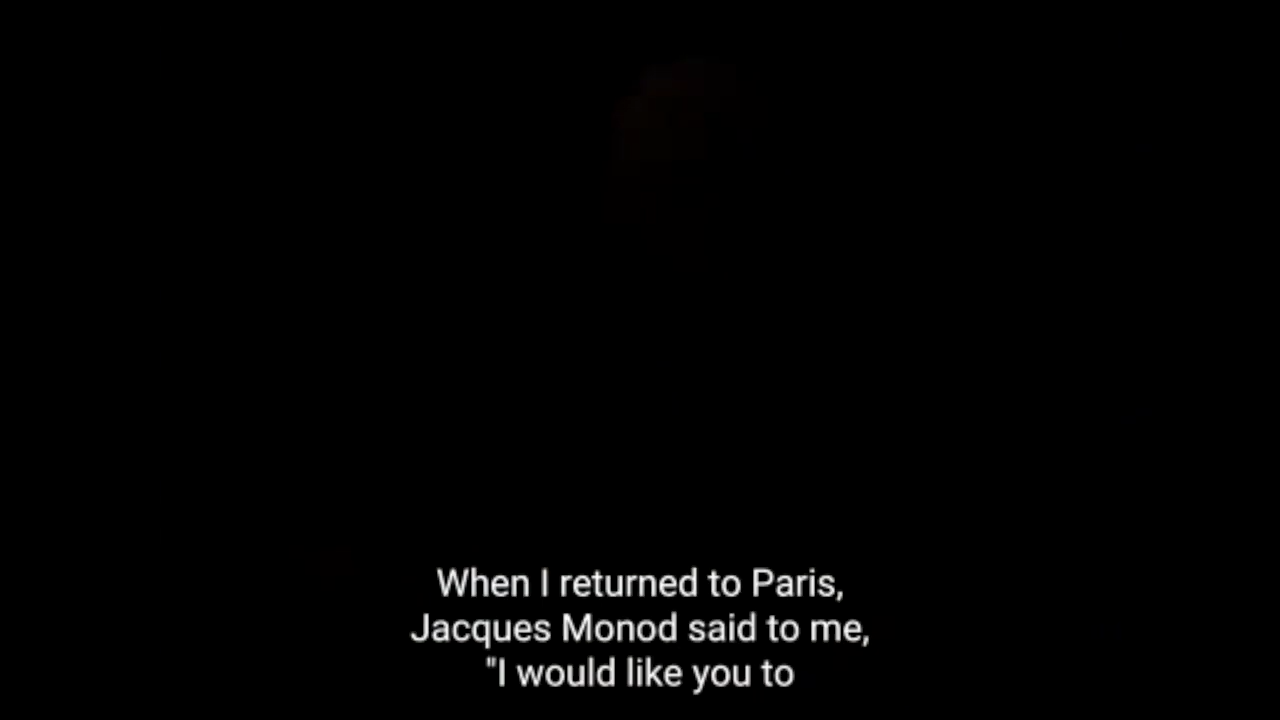 When I returned to Paris,
Jacques Monod said to me,
"I would like you to